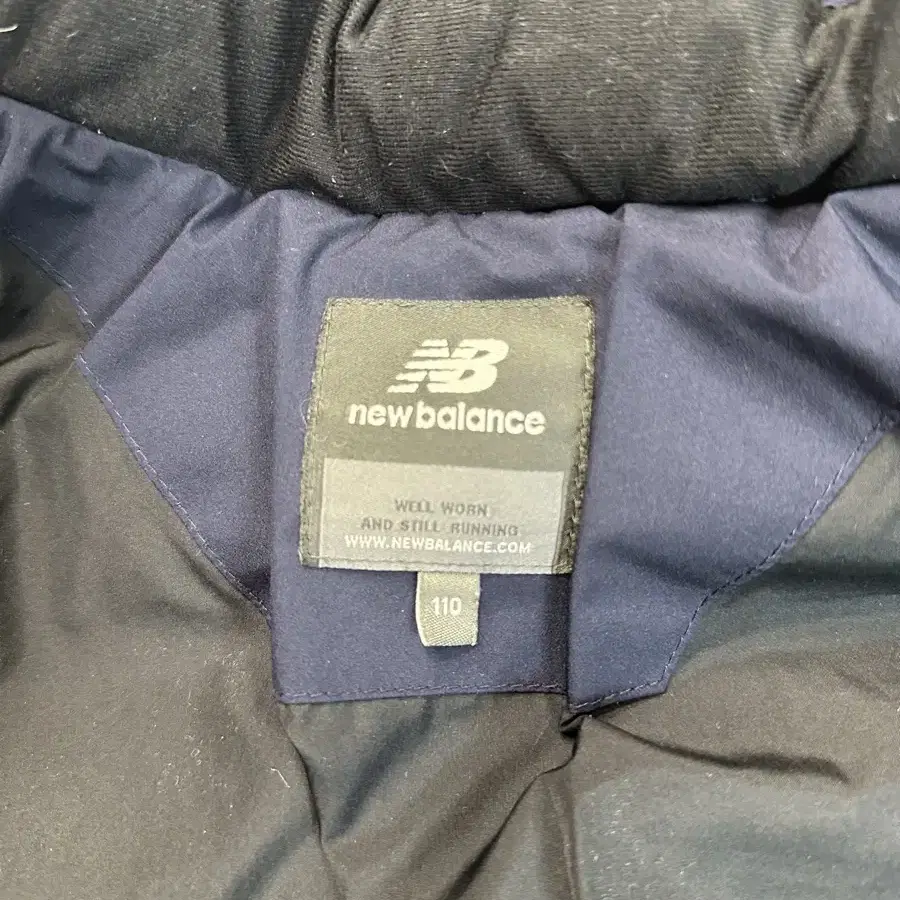 NB
new balance
WELL WORN
AND STILL RUNNING
WWW.NEWBALANCE.COM
110